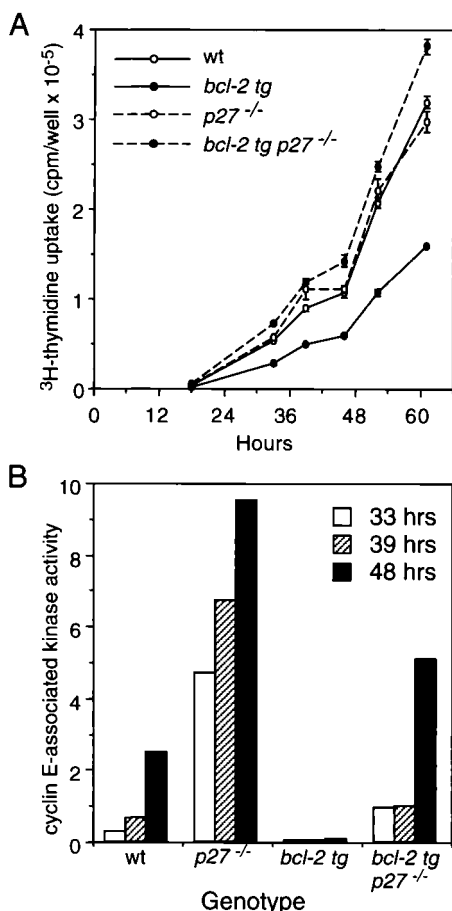 A
³H-thymidine uptake (cpm/well x 10⁻⁵)
4
3
2
1
0
wt
bcl-2 tg
p27 ⁻/⁻
bcl-2 tg p27 ⁻/⁻
0 12 24 36 48 60
Hours
B
cyclin E-associated kinase activity
10
8
6
4
2
0
33 hrs
39 hrs
48 hrs
wt p27 ⁻/⁻ bcl-2 tg bcl-2 tg
p27 ⁻/⁻
Genotype